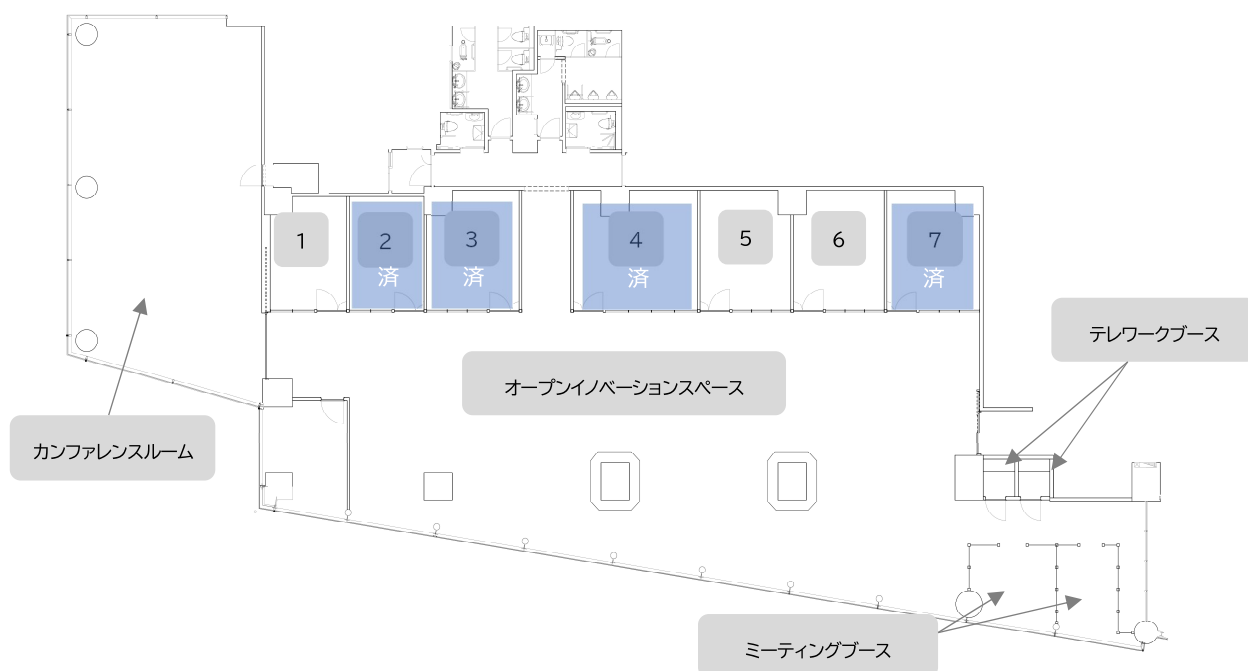 1
2
済
3
済
4
済
5
6
7
済
テレワークブース
オープンイノベーションスペース
カンファレンスルーム
ミーティングブース